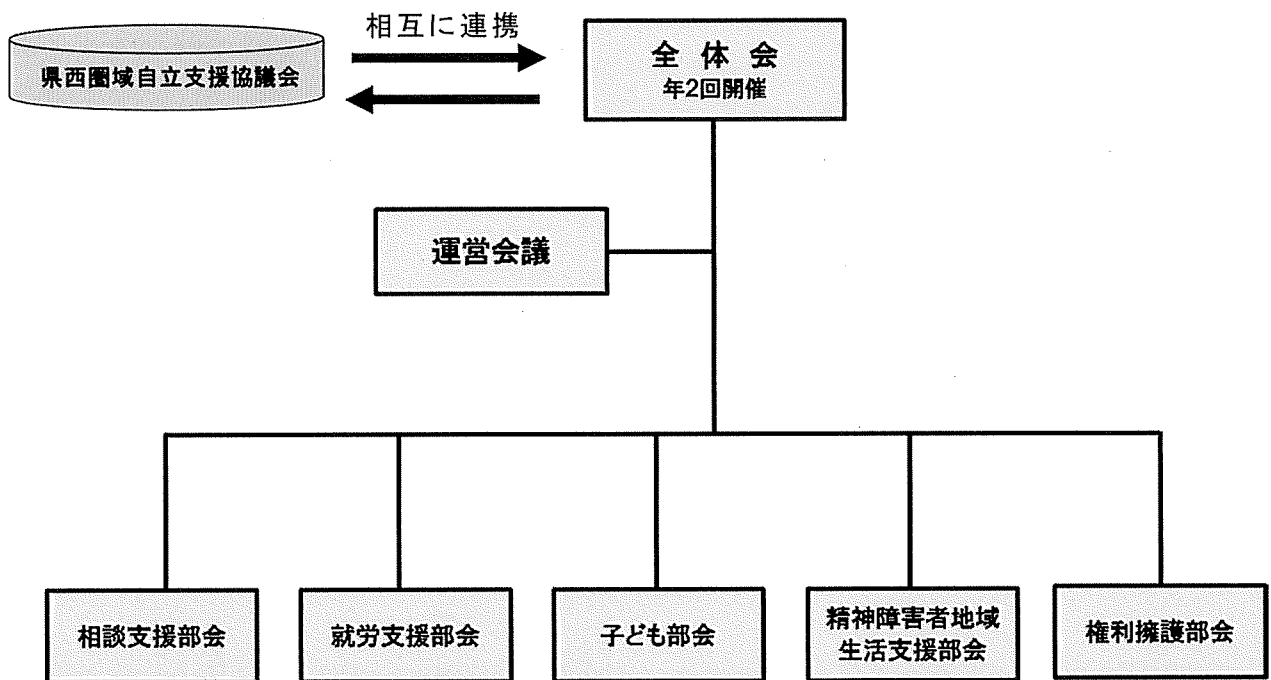 相互に連携
県西圏域自立支援協議会
全体会
年2回開催
運営会議
相談支援部会
就労支援部会
子ども部会
精神障害者地域
生活支援部会
権利擁護部会